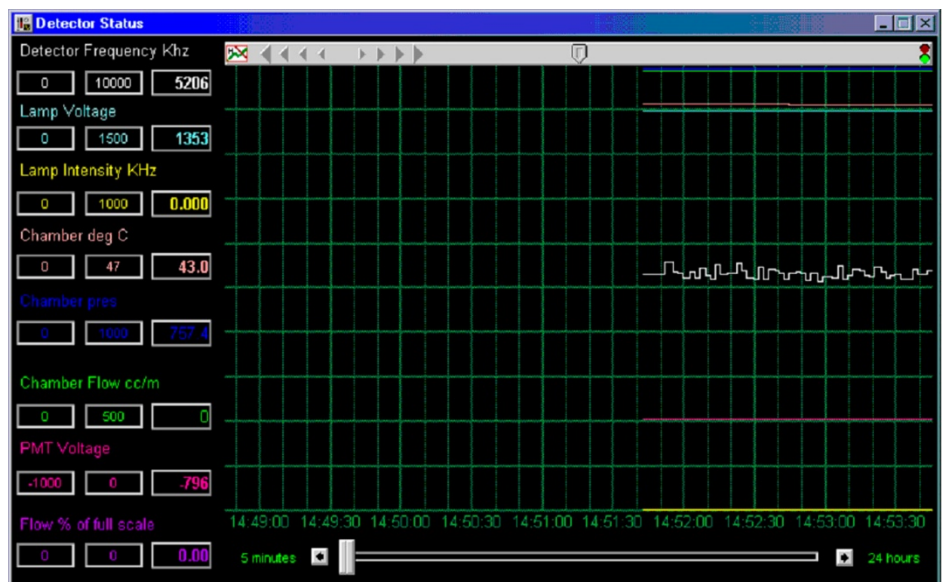 Detector Status
Detector Frequency Khz
0 10000 5206
Lamp Voltage
0 1500 1353
Lamp Intensity KHz
0 1000 0.000
Chamber deg C
0 47 43.0
Chamber pres
0 1000 757.4
Chamber Flow cc/m
0 500 0
PMT Voltage
-1000 0 -796
Flow % of full scale
0 0 0.00
14:49:00 14:49:30 14:50:00 14:50:30 14:51:00 14:51:30 14:52:00 14:52:30 14:53:00 14:53:30
5 minutes 24 hours